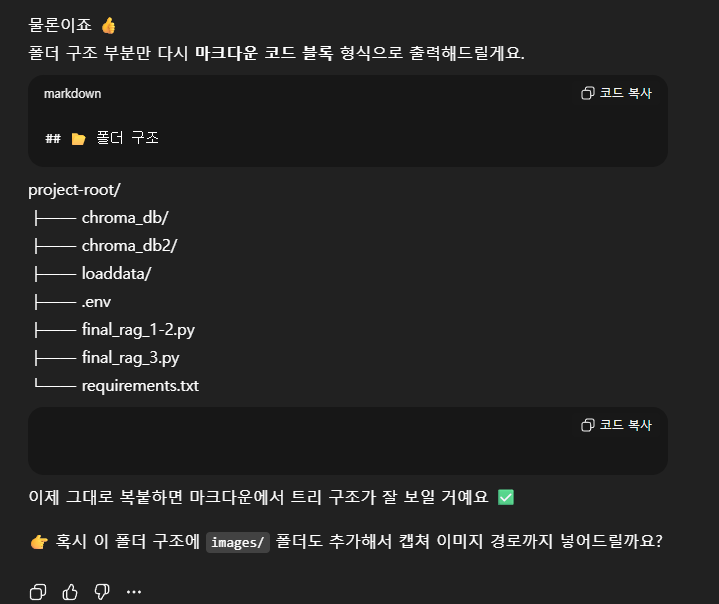 물론이죠 👍
폴더 구조 부분만 다시 마크다운 코드 블록 형식으로 출력해드릴게요.
markdown
코드 복사
## 📂 폴더 구조
project-root/
├── chroma_db/
├── chroma_db2/
├── loaddata/
├── .env
├── final_rag_1-2.py
├── final_rag_3.py
└── requirements.txt
코드 복사
이제 그대로 복붙하면 마크다운에서 트리 구조가 잘 보일 거예요 ✅
👉 혹시 이 폴더 구조에 images/ 폴더도 추가해서 캡쳐 이미지 경로까지 넣어드릴까요?